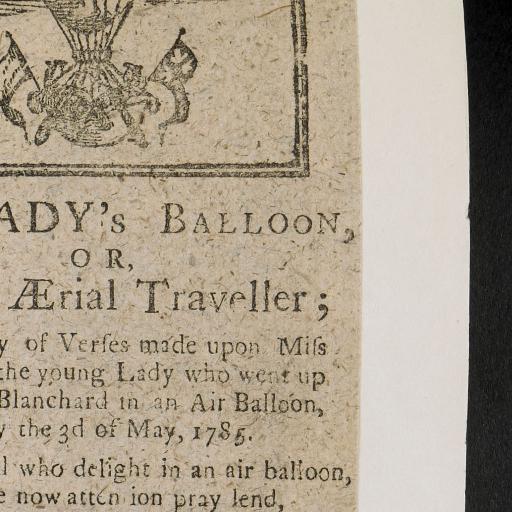 ADY's BALLOON,
OR,
Ærial Traveller;
y of Verſes made upon Miſs
the young Lady who went up
Blanchard in an Air Balloon,
y the 3d of May, 1785.
l who delight in an air balloon,
e now atten ion pray lend,